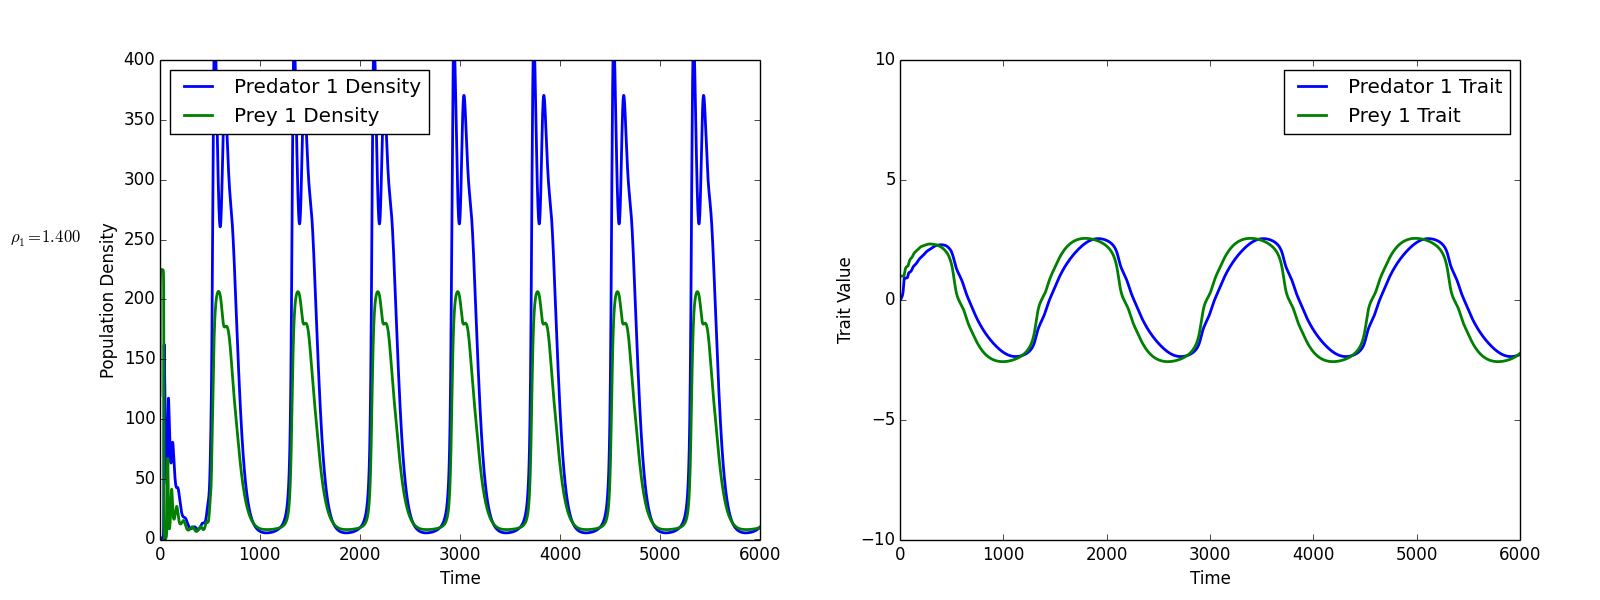 ρ1=1.400
Population Density
400
350
300
250
200
150
100
50
0
Predator 1 Density
Prey 1 Density
0 1000 2000 3000 4000 5000 6000
Time
Trait Value
10
5
0
−5
−10
Predator 1 Trait
Prey 1 Trait
0 1000 2000 3000 4000 5000 6000
Time